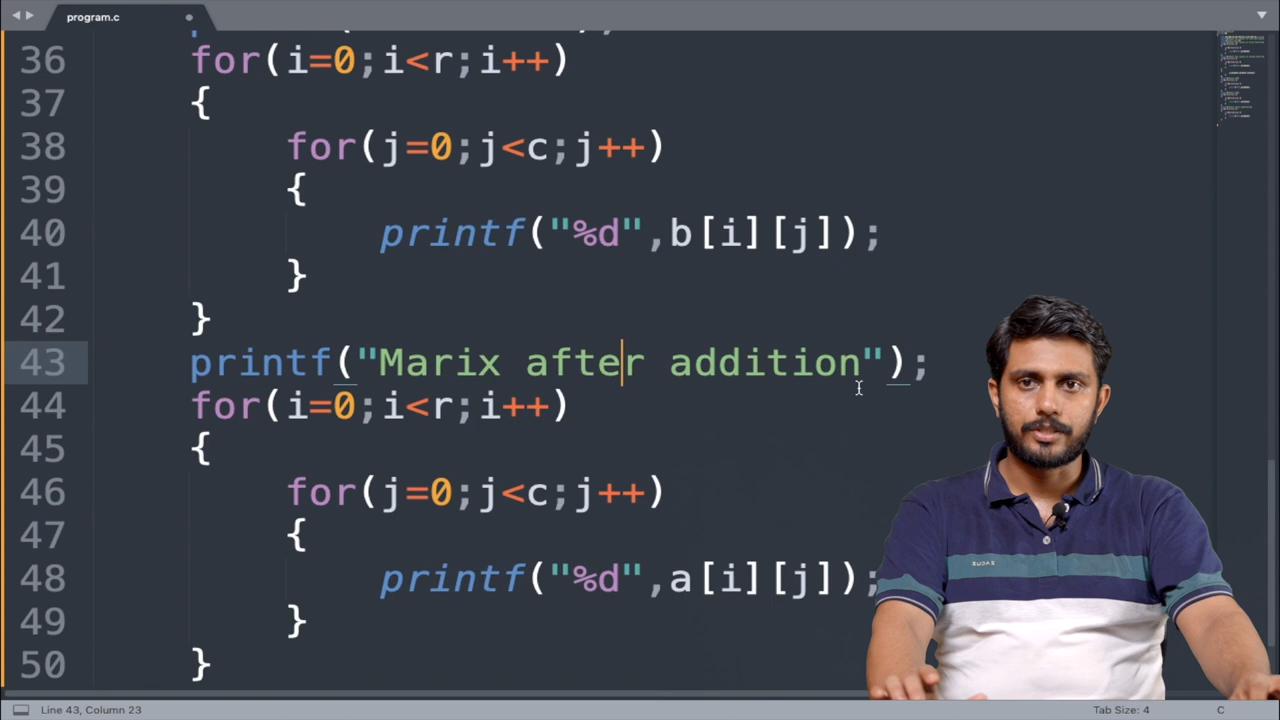 program.c
36 for(i=0;i<r;i++)
37 {
38 for(j=0;j<c;j++)
39 {
40 printf("%d",b[i][j]);
41 }
42 }
43 printf("Marix after addition");
44 for(i=0;i<r;i++)
45 {
46 for(j=0;j<c;j++)
47 {
48 printf("%d",a[i][j]);
49 }
50 }
Line 43, Column 23
Tab Size: 4
C